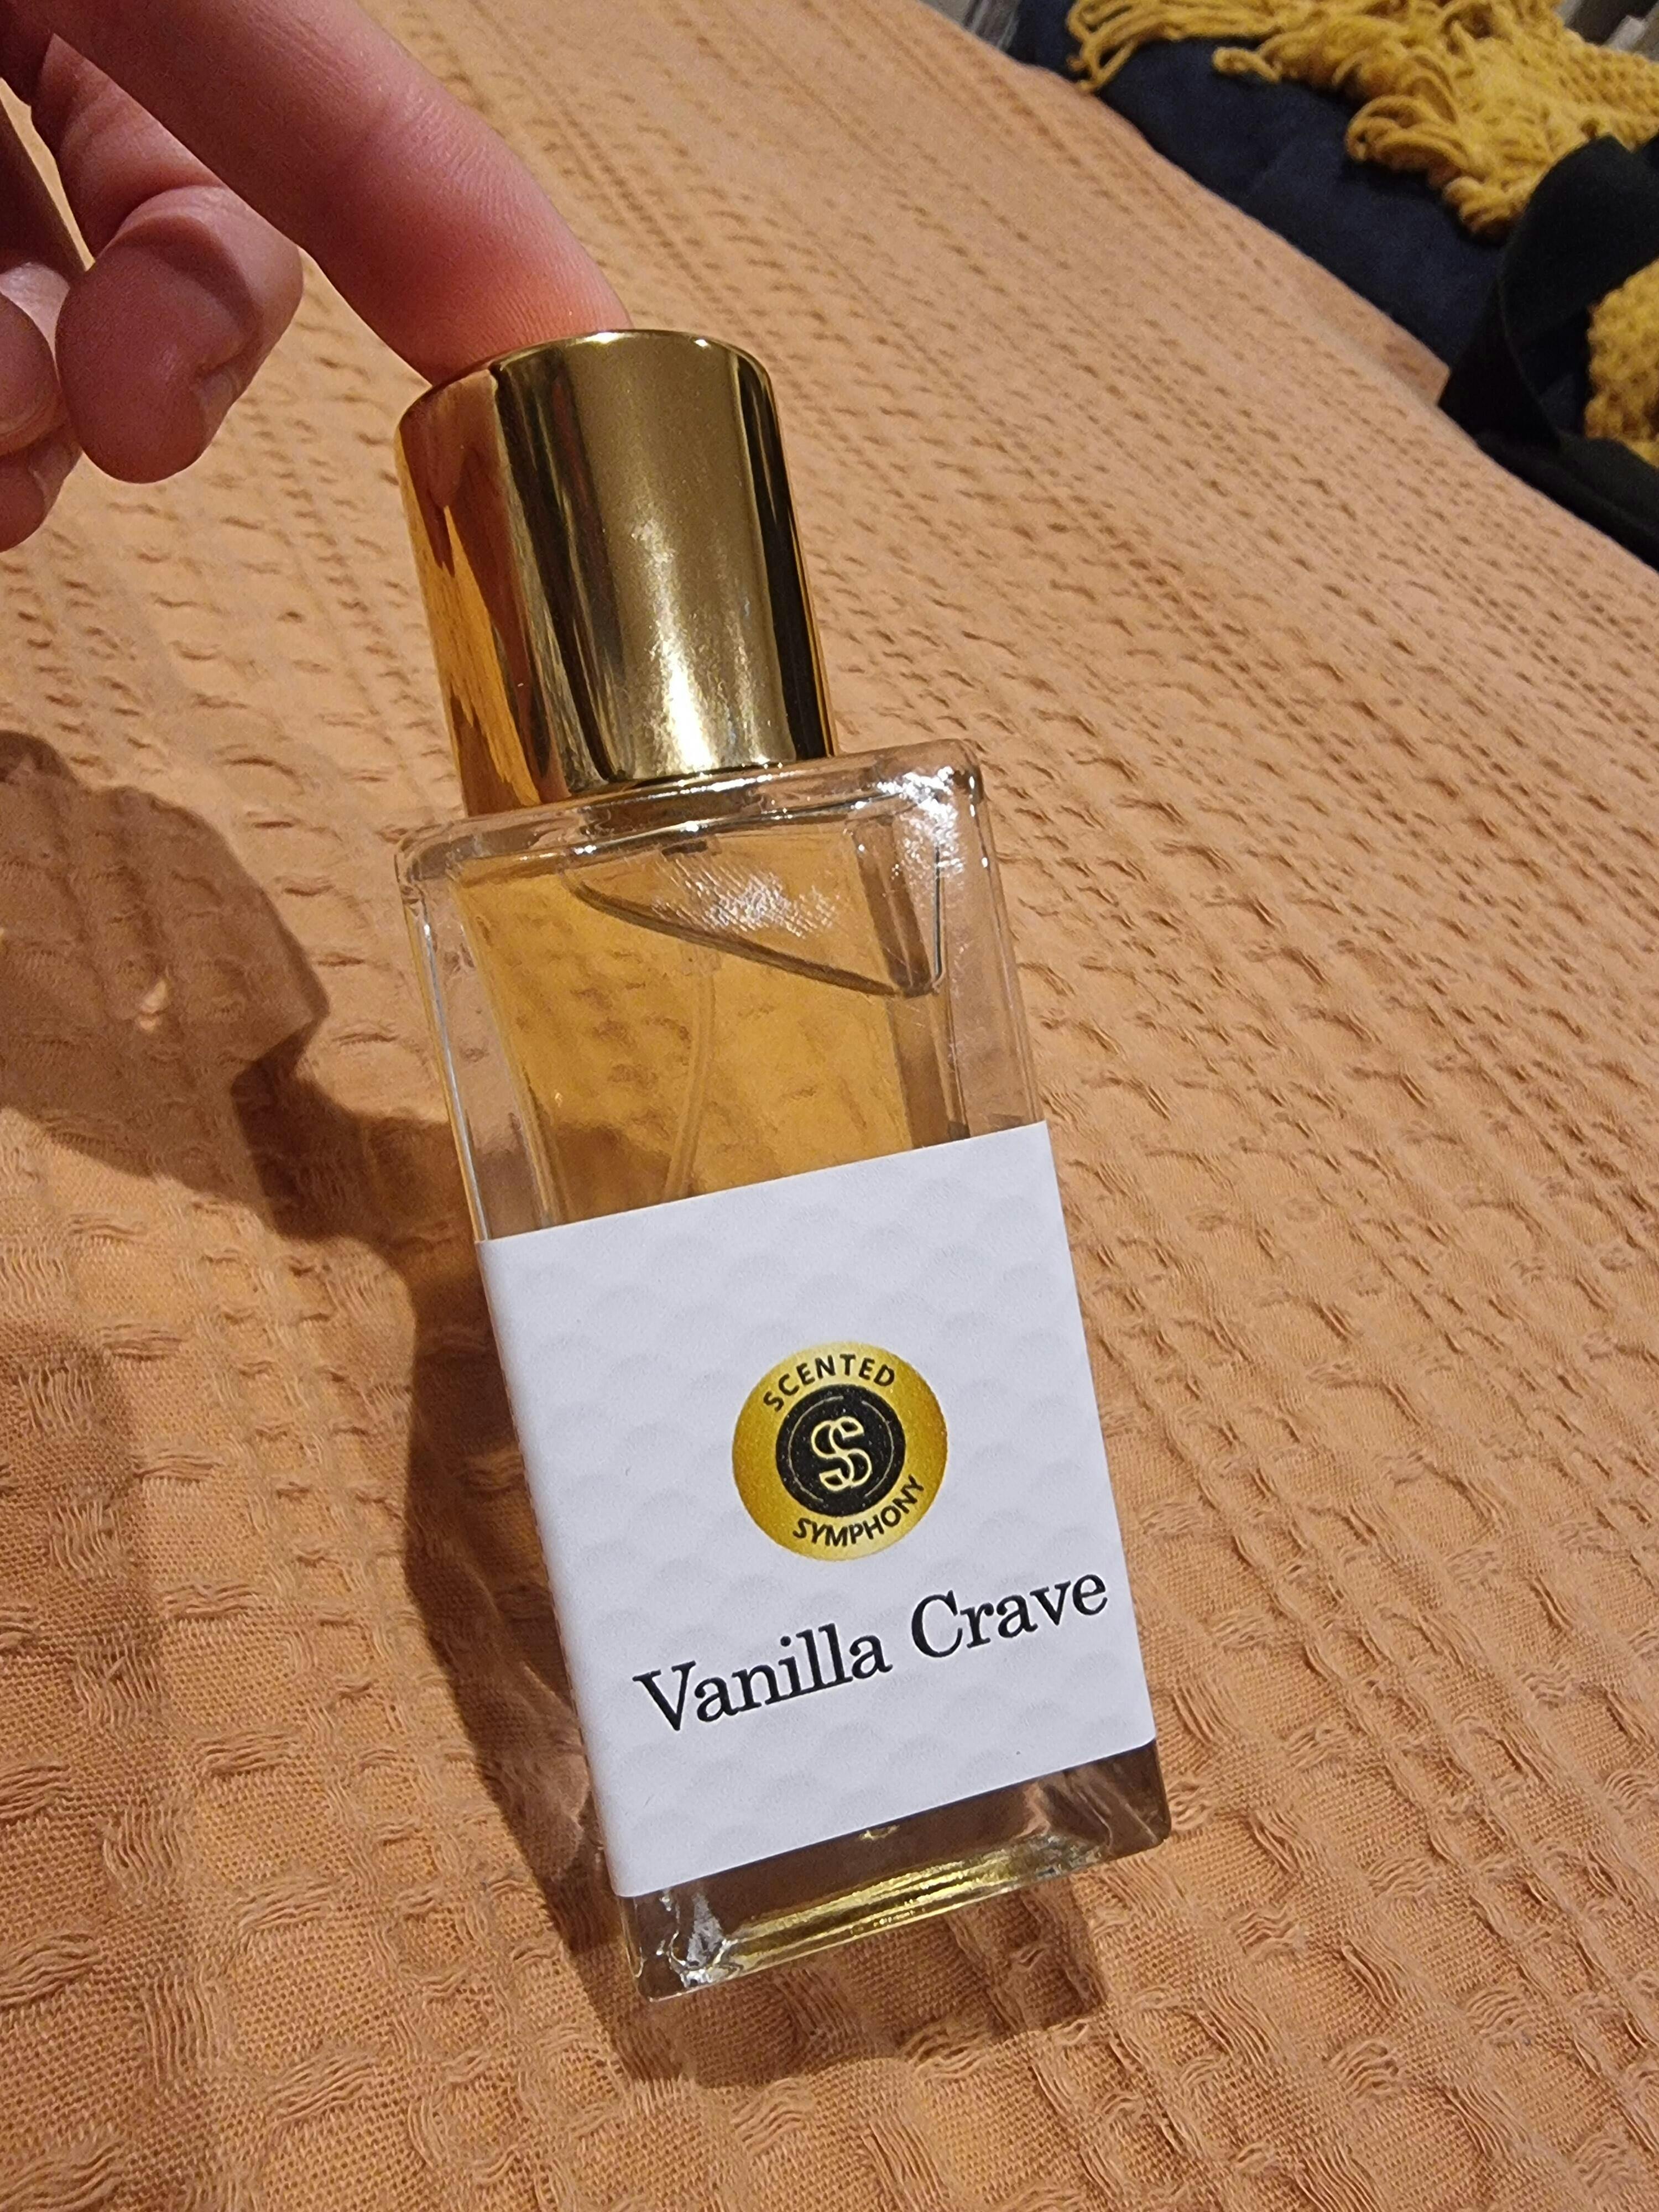 SCENTED
S
SYMPHONY
Vanilla Crave